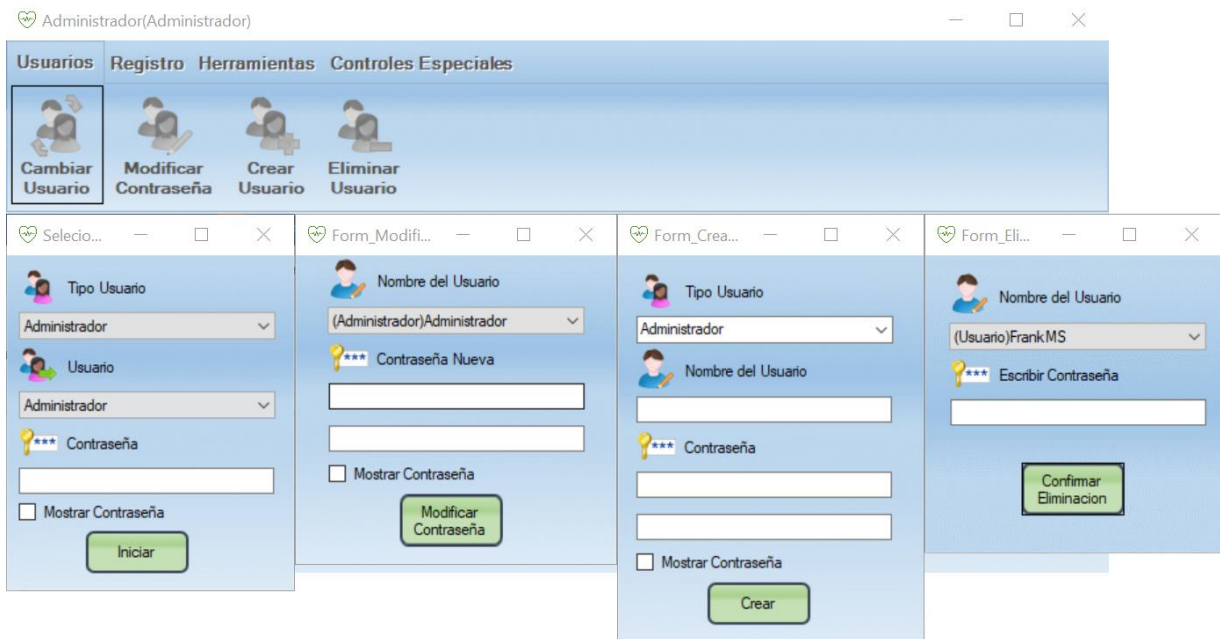 Administrador(Administrador)
Usuarios Registro Herramientas Controles Especiales
Cambiar
Usuario
Modificar
Contraseña
Crear
Usuario
Eliminar
Usuario
Selecio...
Tipo Usuario
Administrador
Usuario
Administrador
***
Contraseña
Mostrar Contraseña
Iniciar
Form_Modifi...
Nombre del Usuario
(Administrador)Administrador
***
Contraseña Nueva
Mostrar Contraseña
Modificar
Contraseña
Form_Crea...
Tipo Usuario
Administrador
Nombre del Usuario
***
Contraseña
Mostrar Contraseña
Crear
Form_Eli...
Nombre del Usuario
(Usuario)FrankMS
***
Escribir Contraseña
Confirmar
Eliminacion